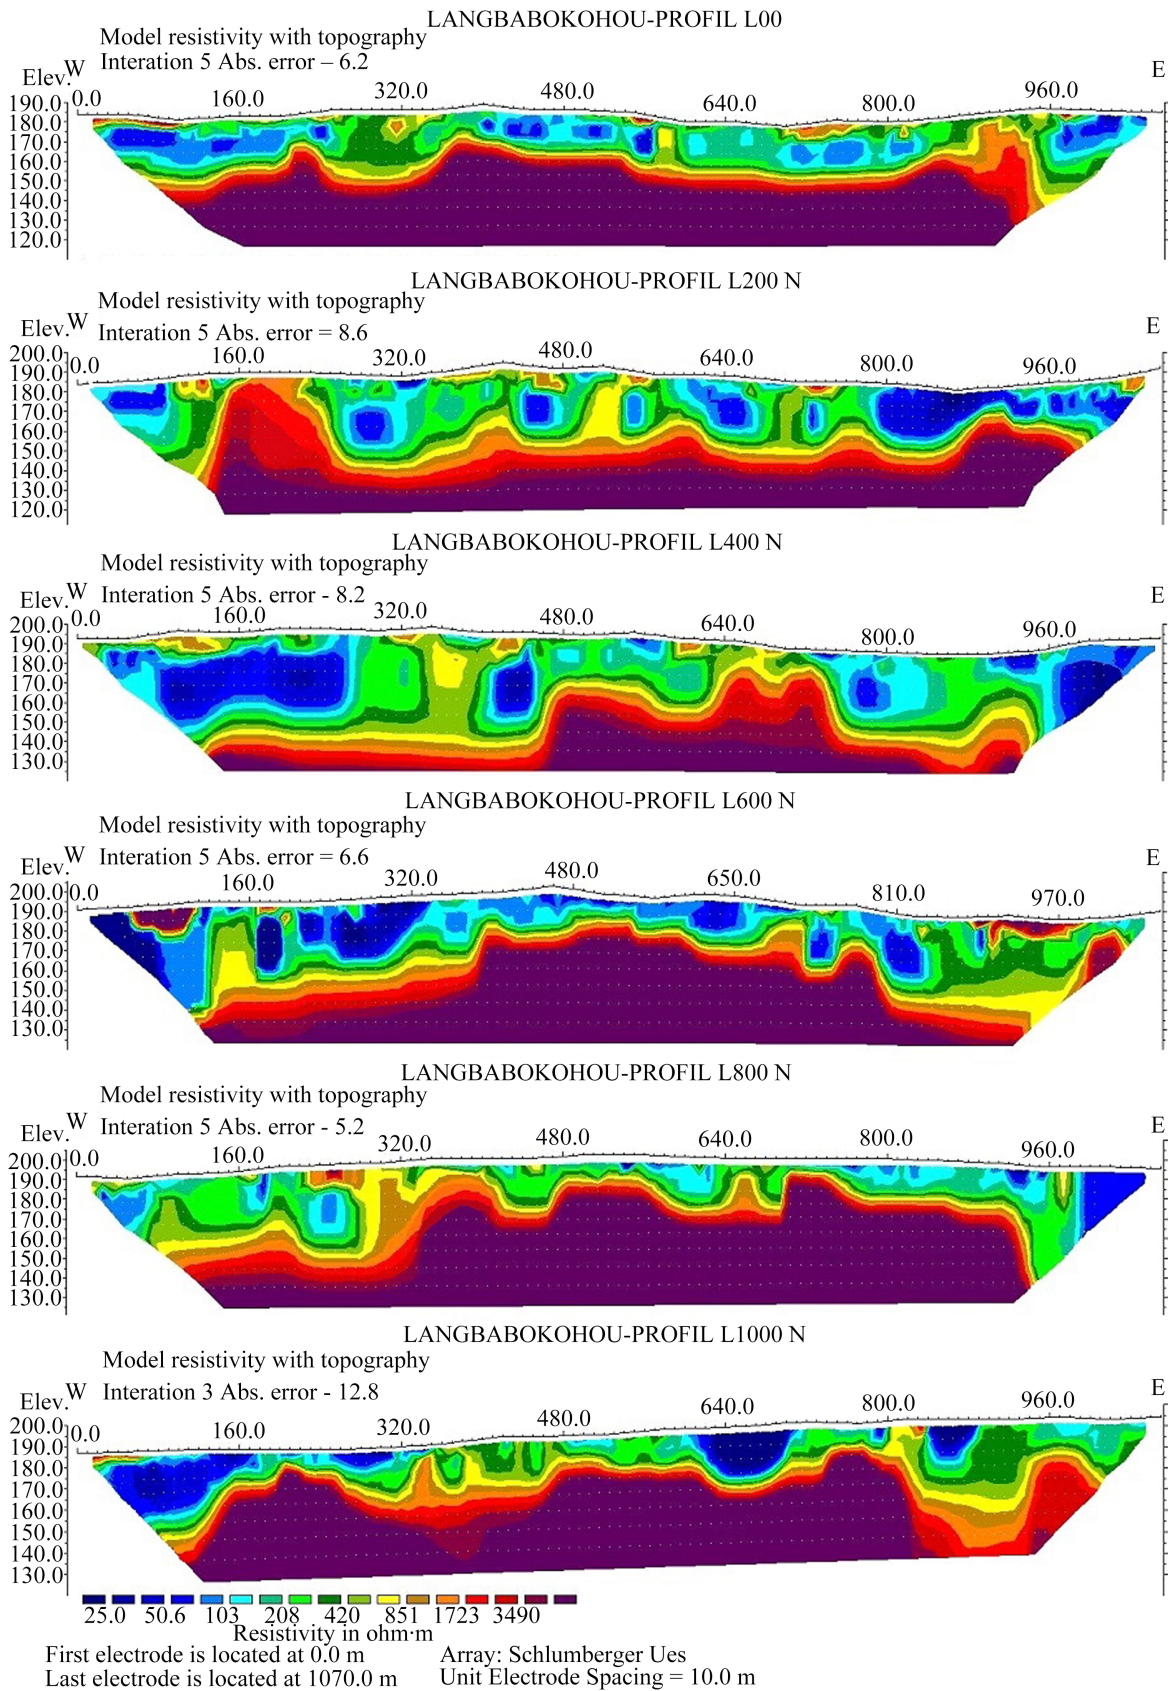 LANGBABOKOHOU-PROFIL L00
Model resistivity with topography
Interation 5 Abs. error – 6.2
Elev. W E
0.0 160.0 320.0 480.0 640.0 800.0 960.0
190.0
180.0
170.0
160.0
150.0
140.0
130.0
120.0
LANGBABOKOHOU-PROFIL L200 N
Model resistivity with topography
Interation 5 Abs. error = 8.6
Elev. W E
0.0 160.0 320.0 480.0 640.0 800.0 960.0
200.0
190.0
180.0
170.0
160.0
150.0
140.0
130.0
120.0
LANGBABOKOHOU-PROFIL L400 N
Model resistivity with topography
Interation 5 Abs. error - 8.2
Elev. W E
0.0 160.0 320.0 480.0 640.0 800.0 960.0
200.0
190.0
180.0
170.0
160.0
150.0
140.0
130.0
LANGBABOKOHOU-PROFIL L600 N
Model resistivity with topography
Interation 5 Abs. error = 6.6
Elev. W E
0.0 160.0 320.0 480.0 650.0 810.0 970.0
200.0
190.0
180.0
170.0
160.0
150.0
140.0
130.0
LANGBABOKOHOU-PROFIL L800 N
Model resistivity with topography
Interation 5 Abs. error - 5.2
Elev. W E
0.0 160.0 320.0 480.0 640.0 800.0 960.0
200.0
190.0
180.0
170.0
160.0
150.0
140.0
130.0
LANGBABOKOHOU-PROFIL L1000 N
Model resistivity with topography
Interation 3 Abs. error - 12.8
Elev. W E
0.0 160.0 320.0 480.0 640.0 800.0 960.0
200.0
190.0
180.0
170.0
160.0
150.0
140.0
130.0
25.0 50.6 103 208 420 851 1723 3490
Resistivity in ohm·m
First electrode is located at 0.0 m Array: Schlumberger Ues
Last electrode is located at 1070.0 m Unit Electrode Spacing = 10.0 m